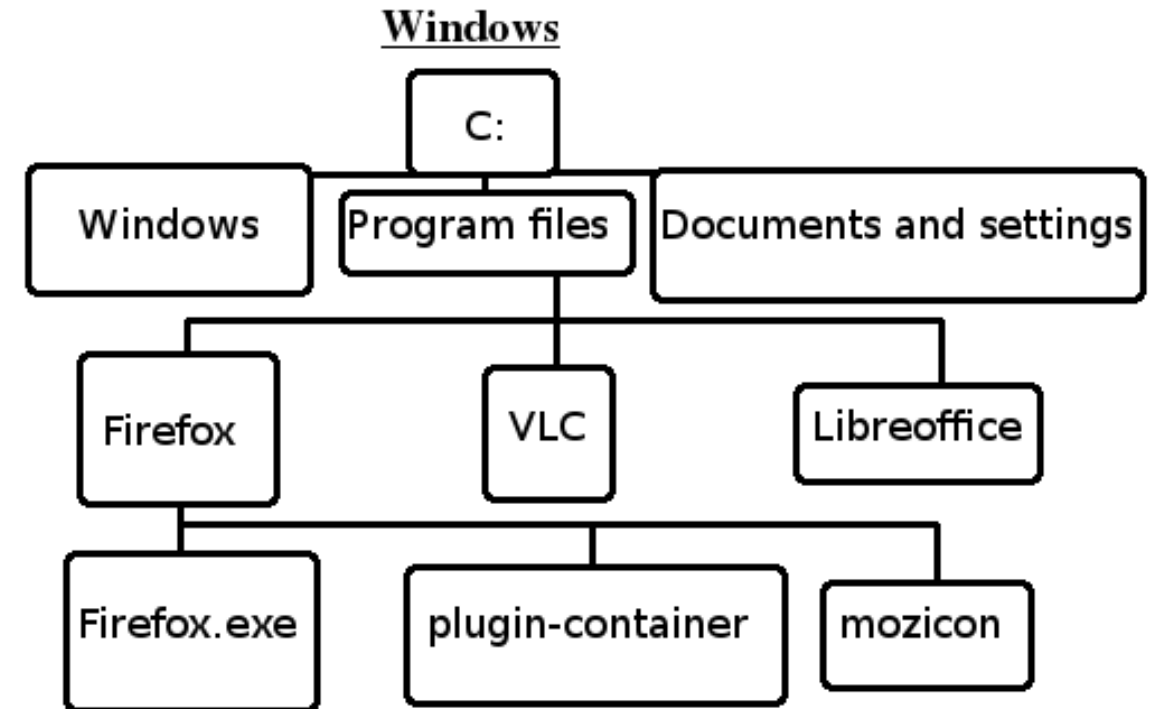 Windows
C:
Windows
Program files
Documents and settings
Firefox
VLC
Libreoffice
Firefox.exe
plugin-container
mozicon